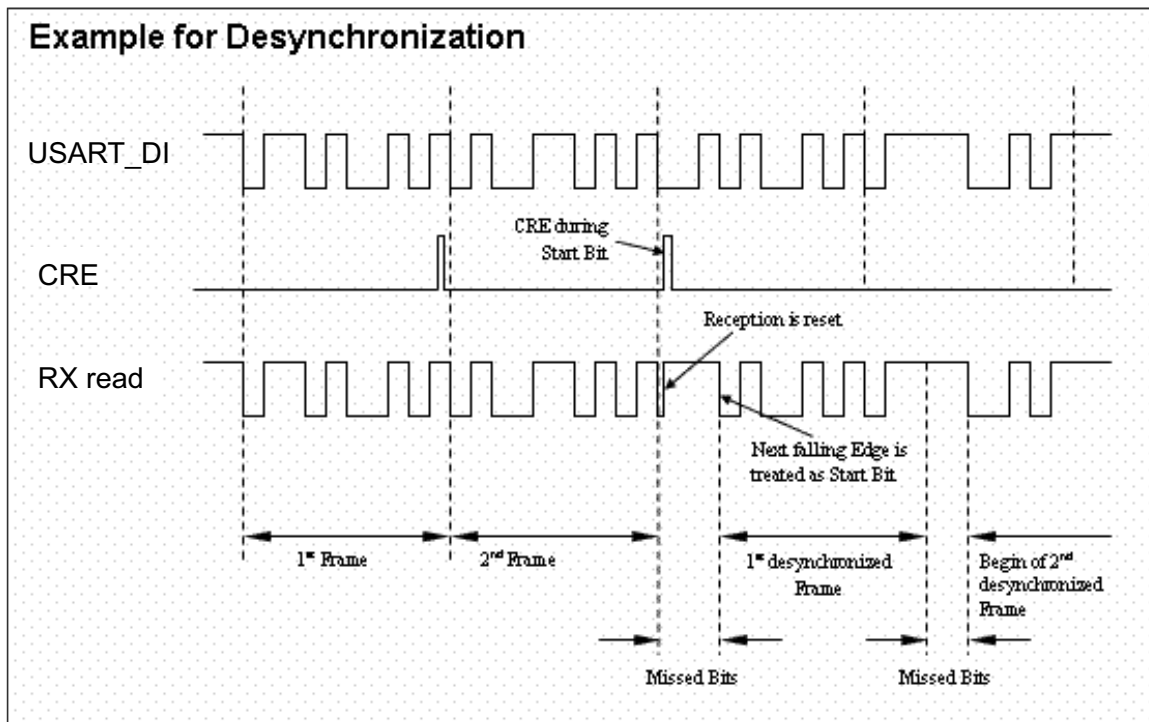 Example for Desynchronization
USART_DI
CRE during
Start Bit
CRE
Reception is reset
RX read
Next falling Edge is
treated as Start Bit
1st Frame
2nd Frame
1st desynchronized
Frame
Begin of 2nd
desynchronized
Frame
Missed Bits
Missed Bits